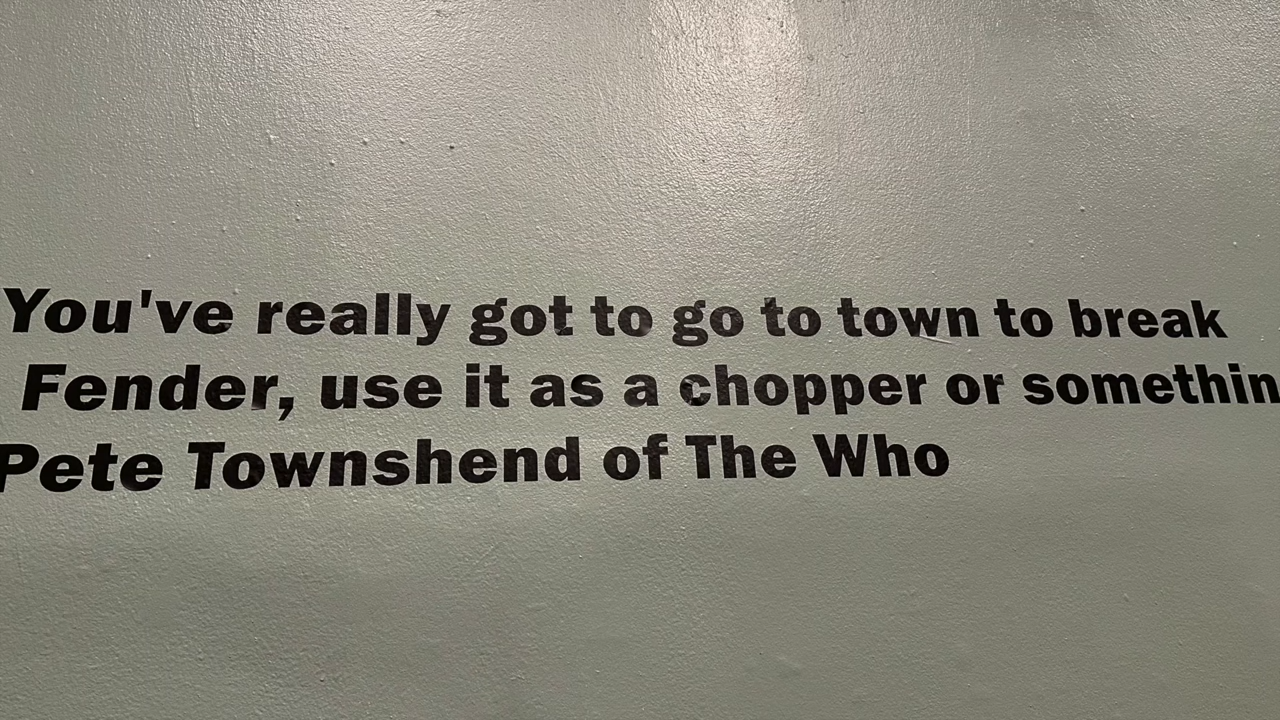 You've really got to go to town to break
Fender, use it as a chopper or somethin
Pete Townshend of The Who